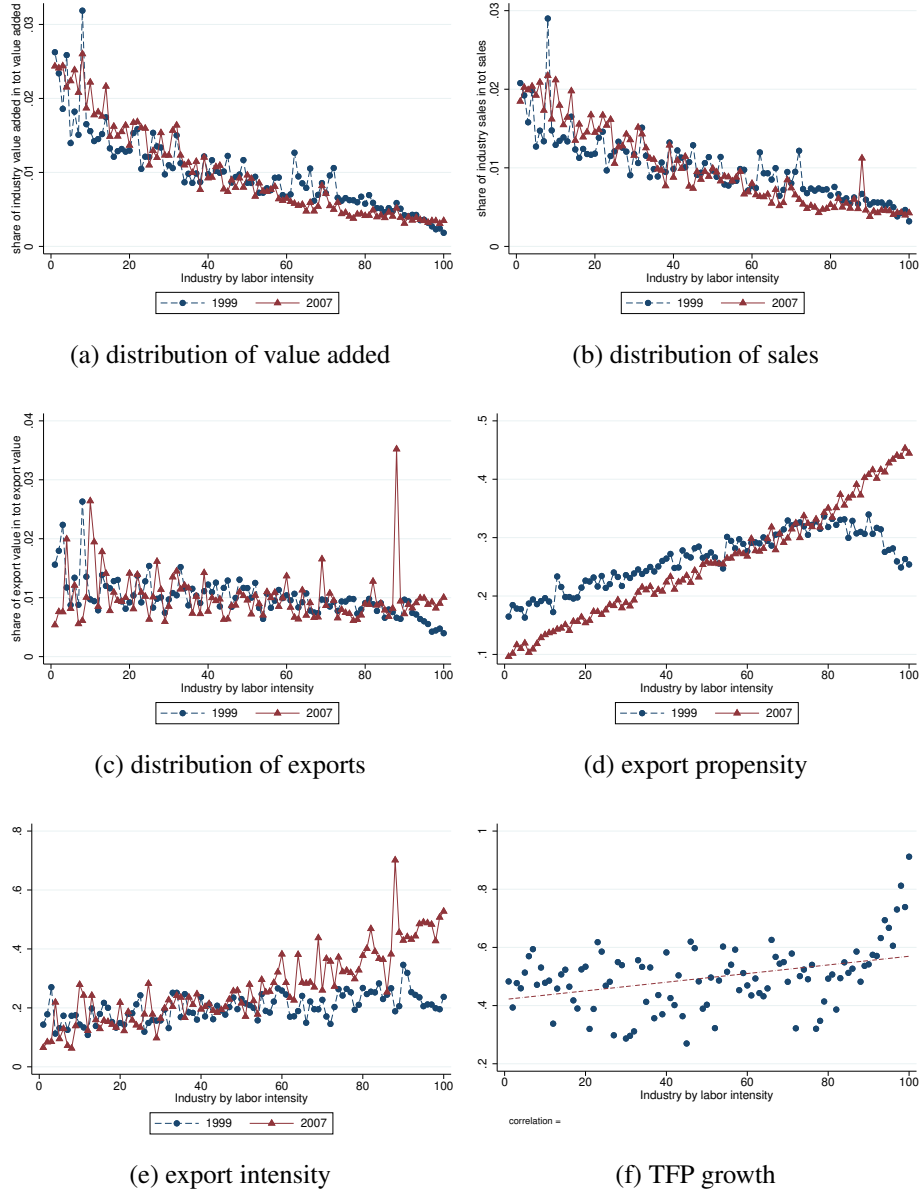 share of industry value added in tot value added
0 .01 .02 .03
0 20 40 60 80 100
Industry by labor intensity
1999 2007
(a) distribution of value added
share of industry sales in tot sales
0 .01 .02 .03
0 20 40 60 80 100
Industry by labor intensity
1999 2007
(b) distribution of sales
share of export value in tot export value
0 .01 .02 .03 .04
0 20 40 60 80 100
Industry by labor intensity
1999 2007
(c) distribution of exports
.1 .2 .3 .4 .5
0 20 40 60 80 100
Industry by labor intensity
1999 2007
(d) export propensity
0 .2 .4 .6 .8
0 20 40 60 80 100
Industry by labor intensity
1999 2007
(e) export intensity
.2 .4 .6 .8 1
0 20 40 60 80 100
Industry by labor intensity
correlation =
(f) TFP growth